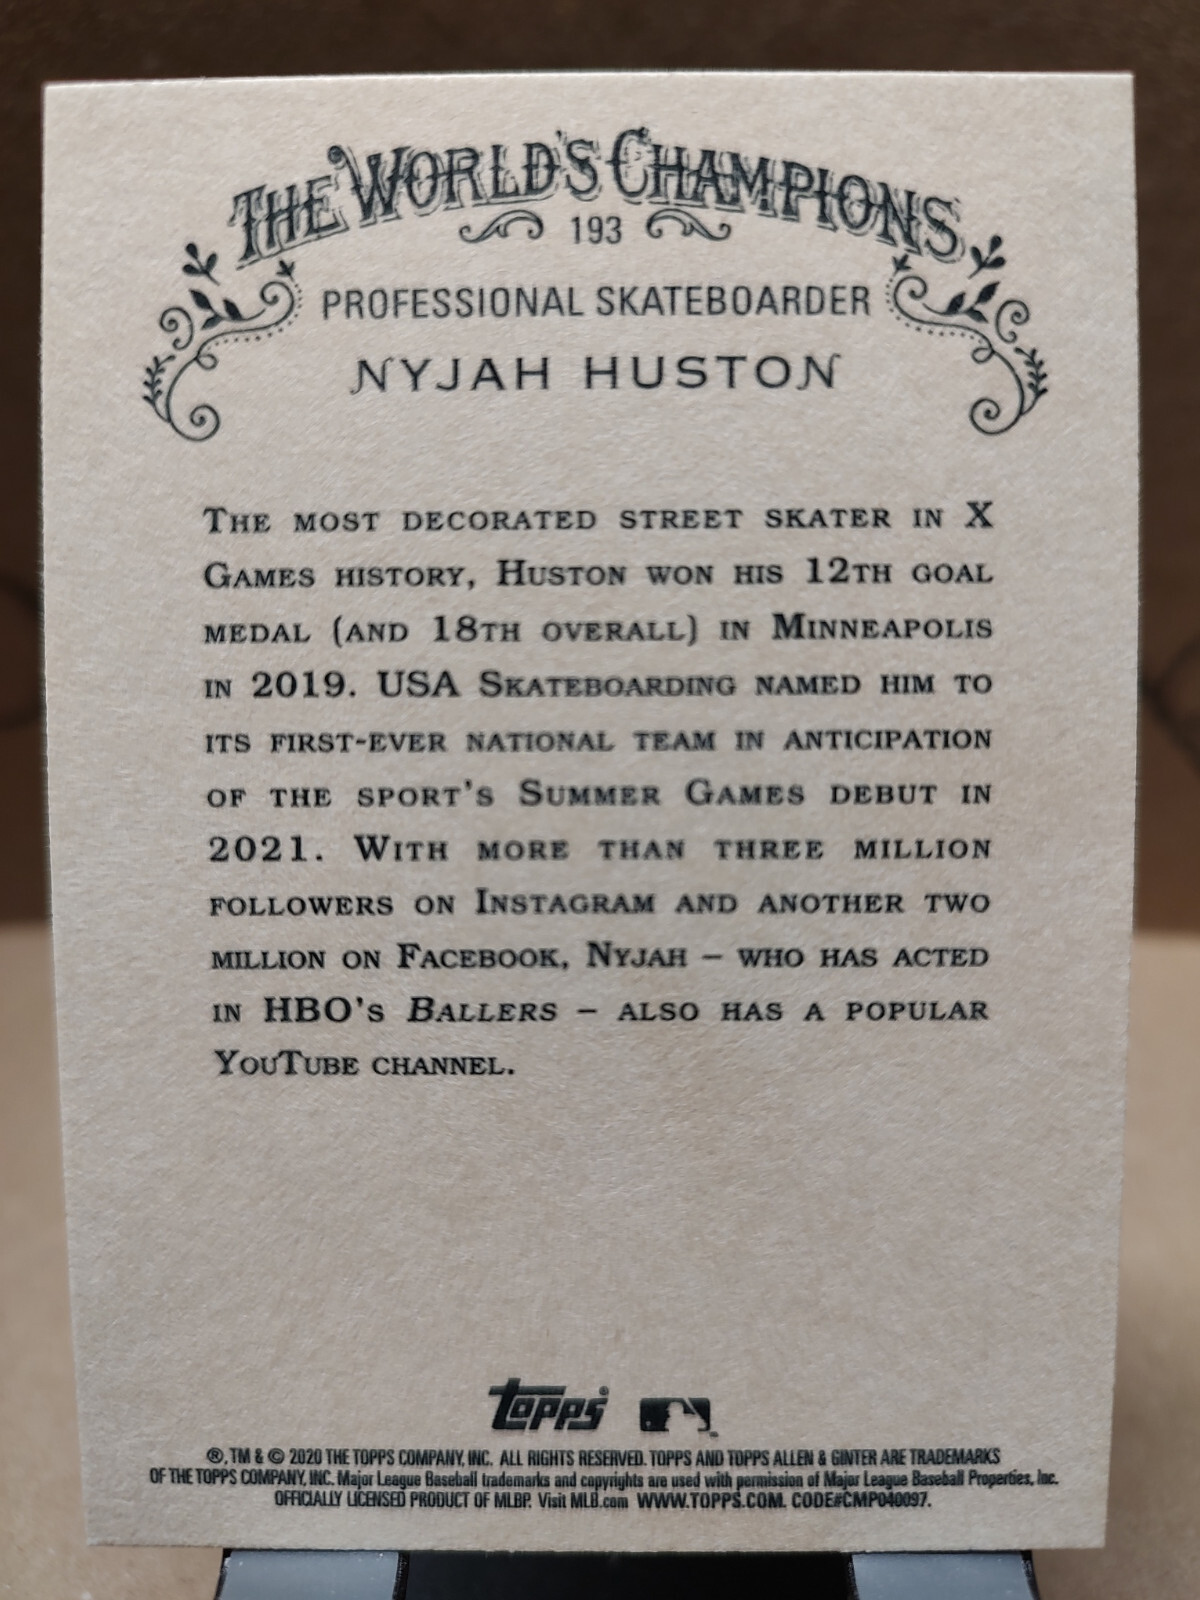 THE WORLD'S CHAMPIONS
193
PROFESSIONAL SKATEBOARDER
NYJAH HUSTON
THE MOST DECORATED STREET SKATER IN X
GAMES HISTORY, HUSTON WON HIS 12TH GOAL
MEDAL (AND 18TH OVERALL) IN MINNEAPOLIS
IN 2019. USA SKATEBOARDING NAMED HIM TO
ITS FIRST-EVER NATIONAL TEAM IN ANTICIPATION
OF THE SPORT'S SUMMER GAMES DEBUT IN
2021. WITH MORE THAN THREE MILLION
FOLLOWERS ON INSTAGRAM AND ANOTHER TWO
MILLION ON FACEBOOK, NYJAH – WHO HAS ACTED
IN HBO'S BALLERS – ALSO HAS A POPULAR
YOUTUBE CHANNEL.
Topps®
®, TM & © 2020 THE TOPPS COMPANY, INC. ALL RIGHTS RESERVED. TOPPS AND TOPPS ALLEN & GINTER ARE TRADEMARKS
OF THE TOPPS COMPANY, INC. Major League Baseball trademarks and copyrights are used with permission of Major League Baseball Properties, Inc.
OFFICIALLY LICENSED PRODUCT OF MLBP. Visit MLB.com WWW.TOPPS.COM. CODE#CMP040097.